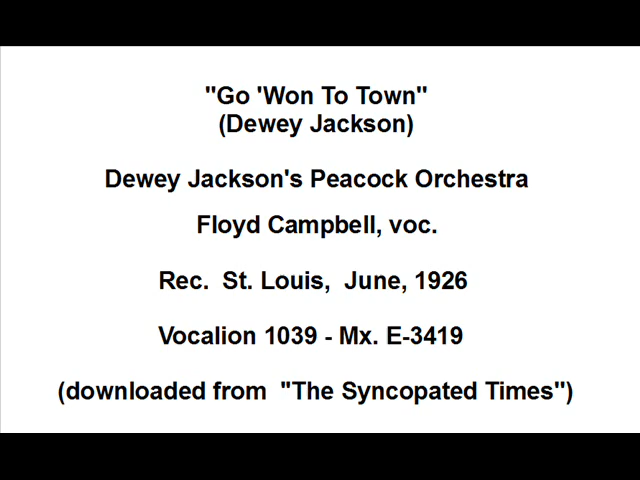 "Go 'Won To Town"
(Dewey Jackson)
Dewey Jackson's Peacock Orchestra
Floyd Campbell, voc.
Rec.  St. Louis,  June, 1926
Vocalion 1039 - Mx. E-3419
(downloaded from  "The Syncopated Times")